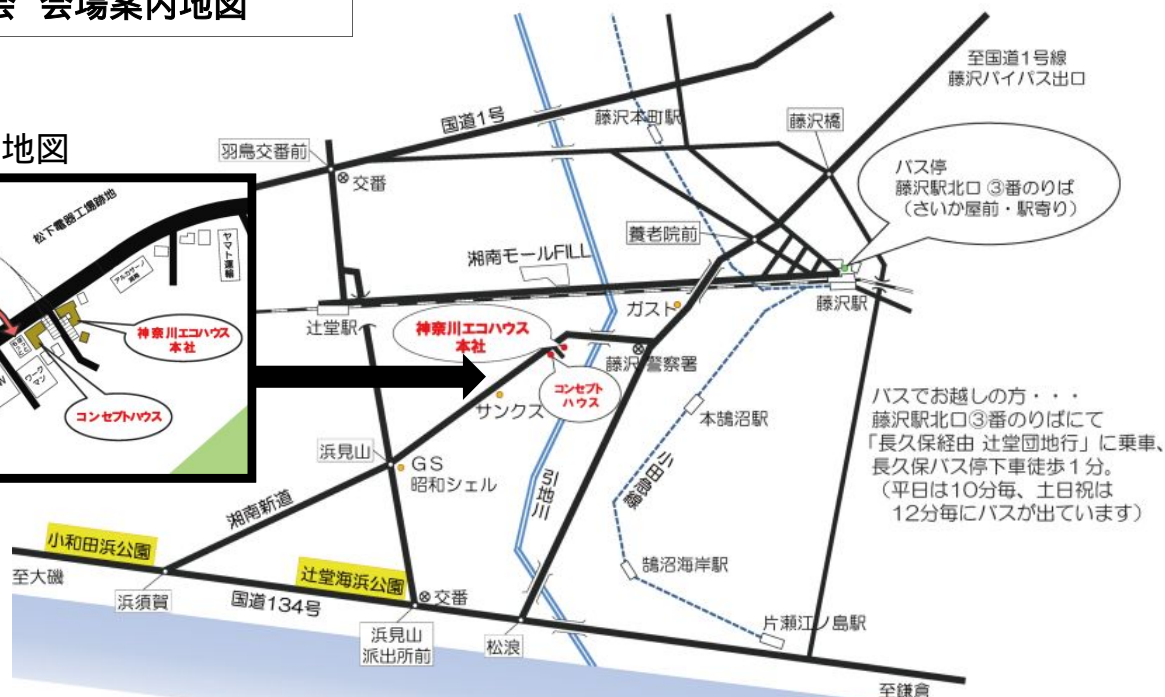 会 会場案内地図
地図
松下電器工場跡地
ヤマト運輸
神奈川エコハウス
本社
ワークマン
コンセプトハウス
至国道1号線
藤沢バイパス出口
国道1号
藤沢本町駅
藤沢橋
羽鳥交番前
交番
バス停
藤沢駅北口 ③番のりば
(さいか屋前・駅寄り)
養老院前
湘南モールFILL
辻堂駅
ガスト
藤沢駅
神奈川エコハウス
本社
藤沢警察署
コンセプト
ハウス
サンクス
本鵠沼駅
浜見山
GS
昭和シェル
引地川
小田急線
湘南新道
バスでお越しの方・・・
藤沢駅北口③番のりばにて
「長久保経由 辻堂団地行」に乗車、
長久保バス停下車徒歩1分。
(平日は10分毎、土日祝は
12分毎にバスが出ています)
小和田浜公園
至大磯
浜須賀
国道134号
辻堂海浜公園
交番
浜見山
派出所前
松浪
鵠沼海岸駅
片瀬江ノ島駅
至鎌倉